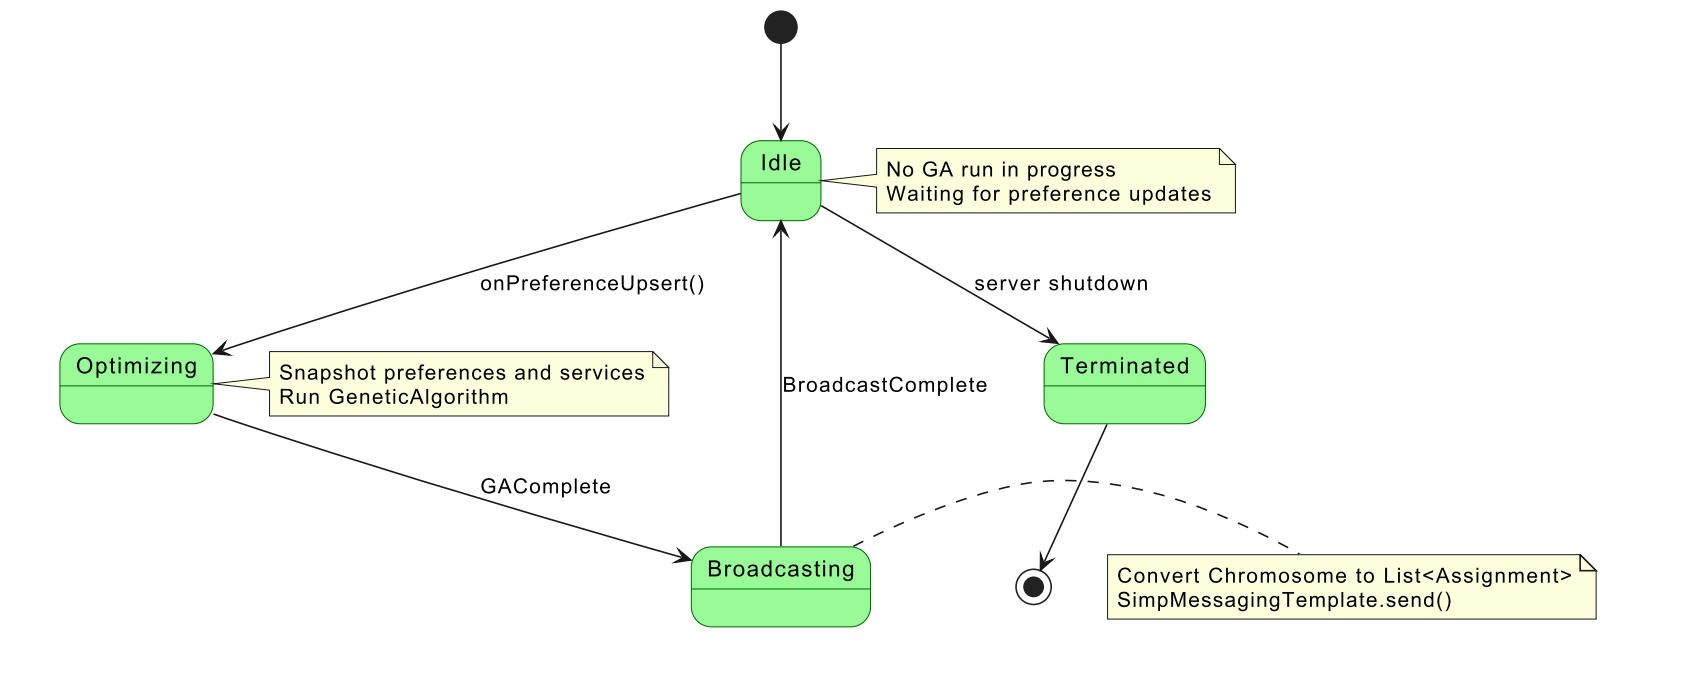 Idle
No GA run in progress
Waiting for preference updates
onPreferenceUpsert()
server shutdown
Optimizing
Snapshot preferences and services
Run GeneticAlgorithm
BroadcastComplete
Terminated
GAComplete
Broadcasting
Convert Chromosome to List<Assignment>
SimpMessagingTemplate.send()